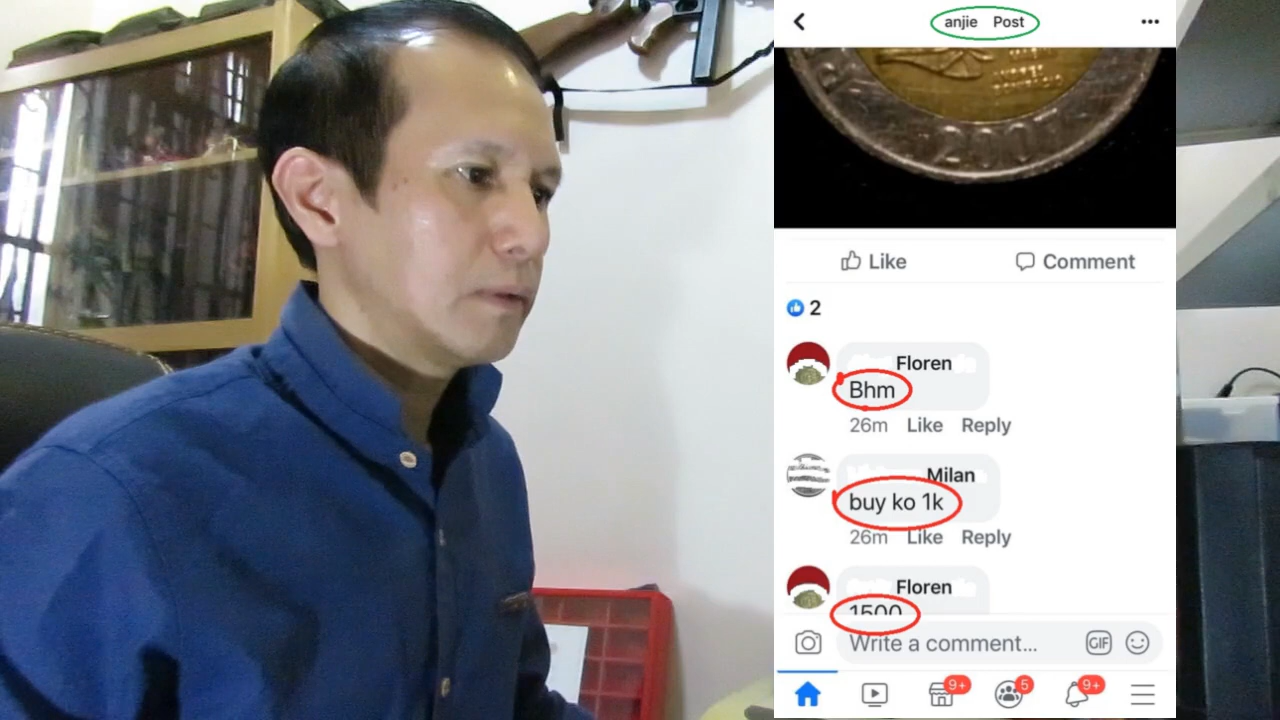 anjie Post
2007
Like
Comment
2
Floren
Bhm
26m Like Reply
Milan
buy ko 1k
26m Like Reply
Floren
1500
Write a comment...
GIF
9+
5
9+